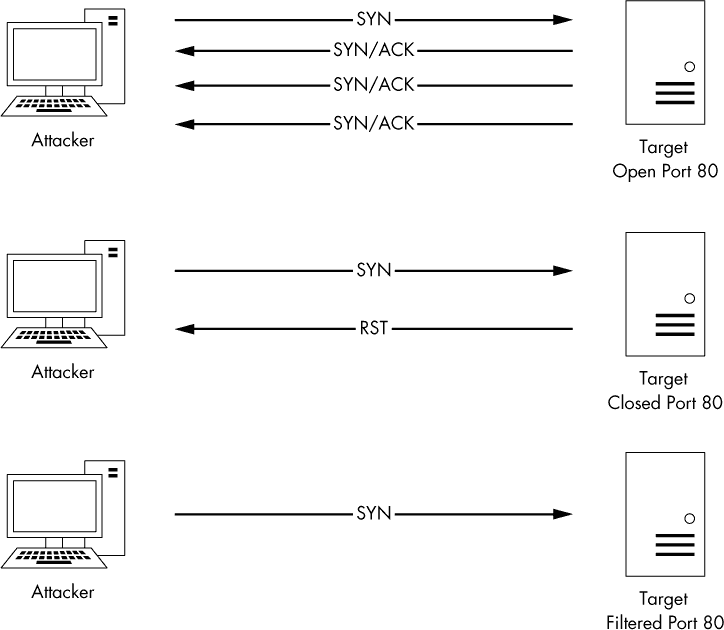 SYN
SYN/ACK
SYN/ACK
SYN/ACK
Attacker
Target
Open Port 80
SYN
RST
Attacker
Target
Closed Port 80
SYN
Attacker
Target
Filtered Port 80